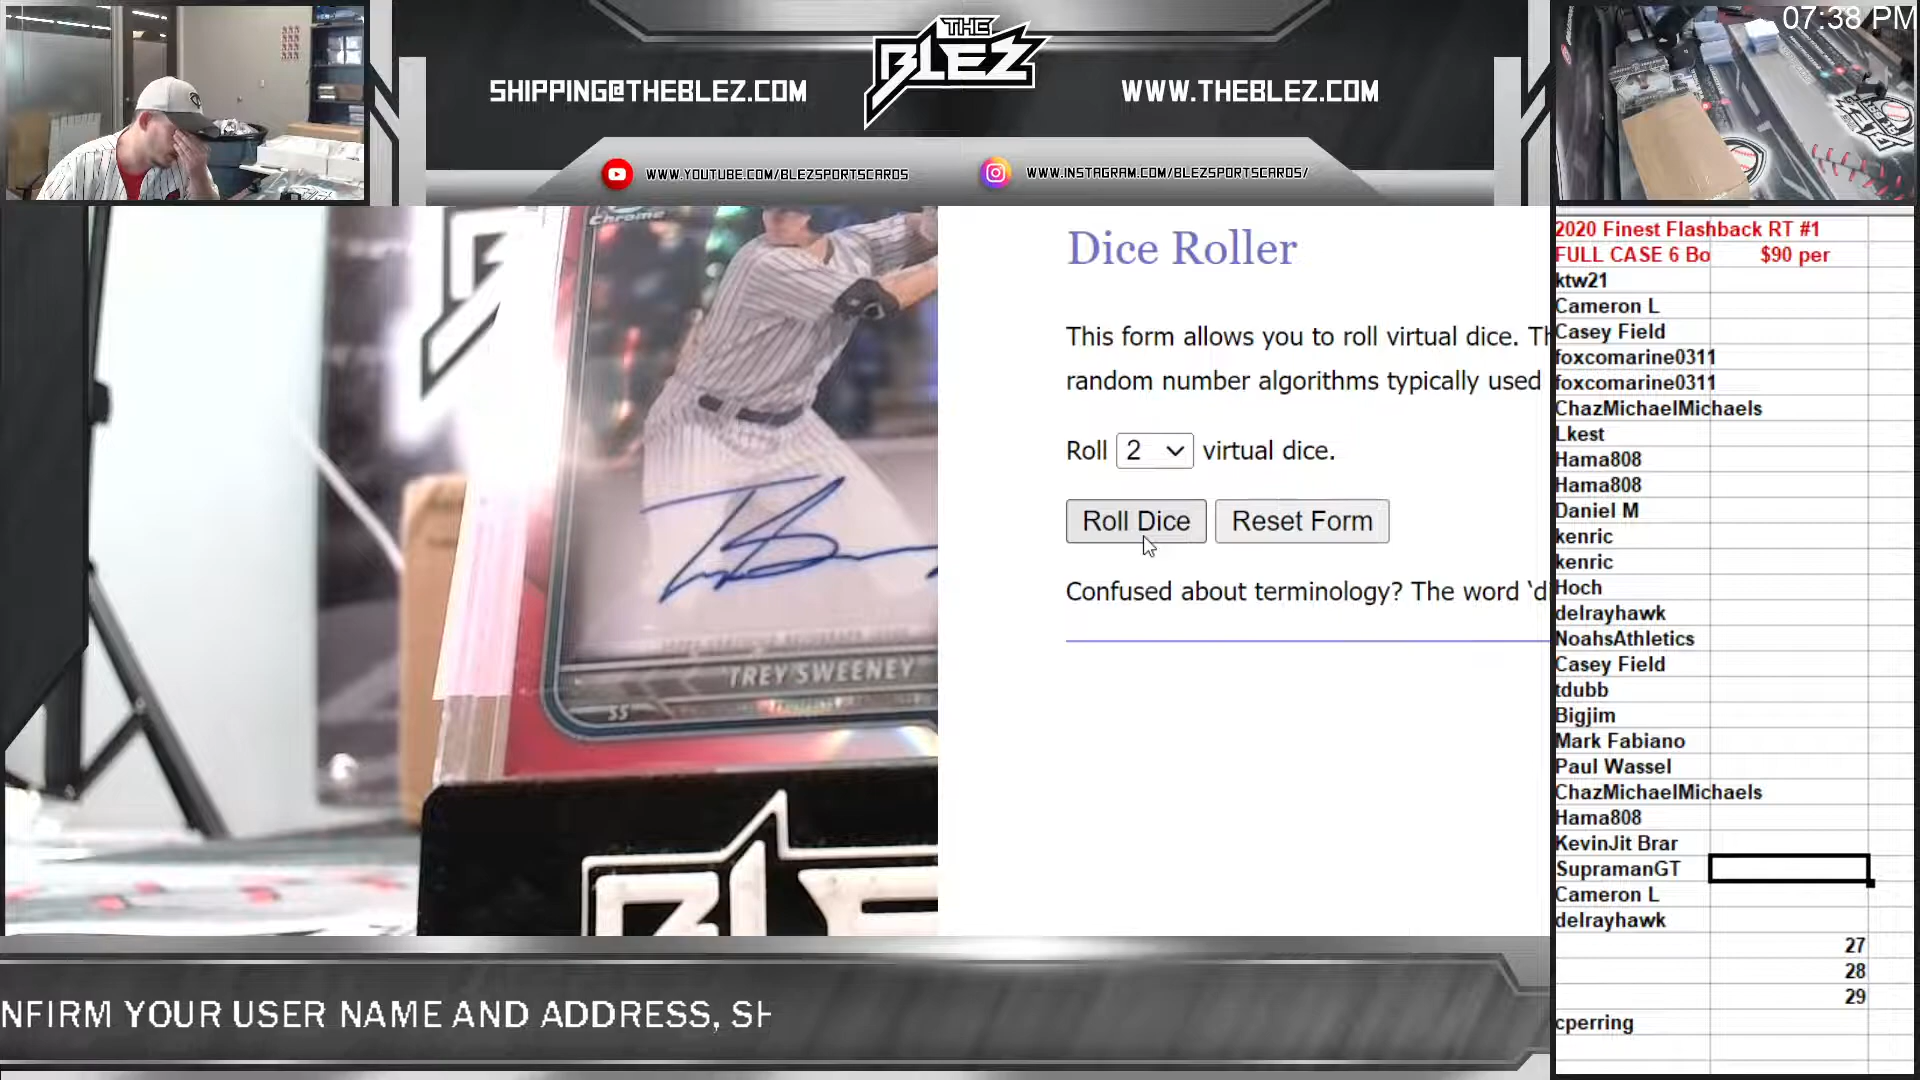 07:38 PM
THE
BLEZ
SHIPPING@THEBLEZ.COM
WWW.THEBLEZ.COM
WWW.YOUTUBE.COM/BLEZSPORTSCARDS
WWW.INSTAGRAM.COM/BLEZSPORTSCARDS/
Chrome
TREY SWEENEY
SS
BLEZ
Dice Roller
This form allows you to roll virtual dice. Th
random number algorithms typically used
Roll 2 virtual dice.
Roll Dice Reset Form
Confused about terminology? The word ‘di
2020 Finest Flashback RT #1
FULL CASE 6 Bo $90 per
ktw21
Cameron L
Casey Field
foxcomarine0311
foxcomarine0311
ChazMichaelMichaels
Lkest
Hama808
Hama808
Daniel M
kenric
kenric
Hoch
delrayhawk
NoahsAthletics
Casey Field
tdubb
Bigjim
Mark Fabiano
Paul Wassel
ChazMichaelMichaels
Hama808
KevinJit Brar
SupramanGT
Cameron L
delrayhawk
27
28
29
cperring
NFIRM YOUR USER NAME AND ADDRESS, SH